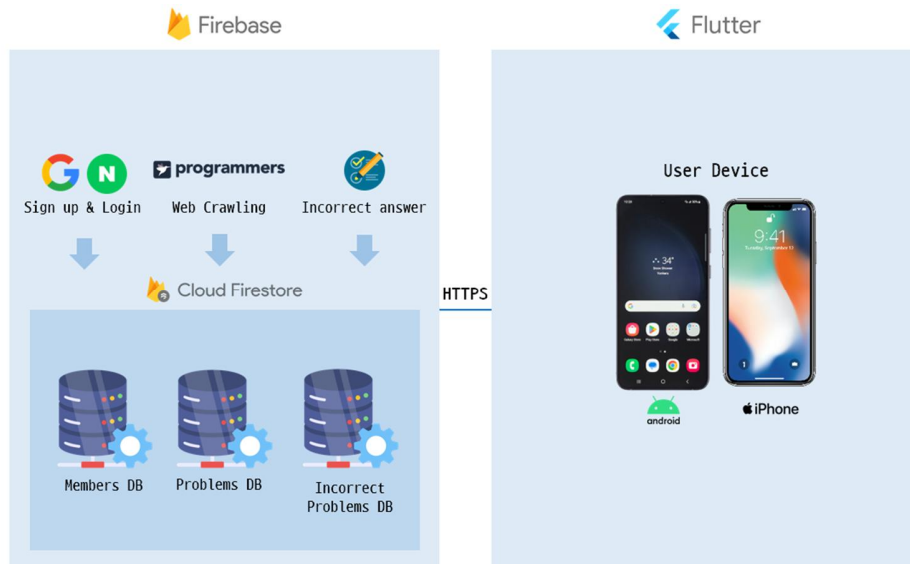 Firebase
Flutter
N
programmers
Sign up & Login
Web Crawling
Incorrect answer
Cloud Firestore
HTTPS
Members DB
Problems DB
Incorrect
Problems DB
User Device
34°
9:41
android
iPhone